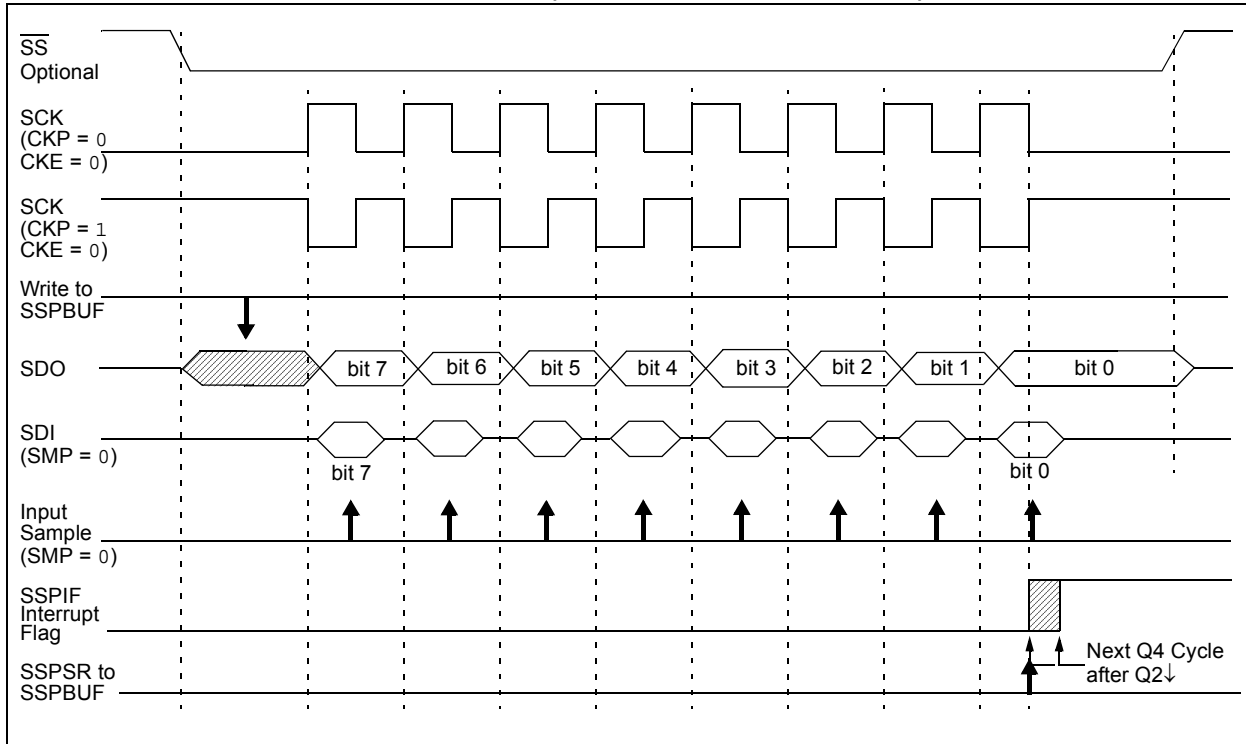 SS
Optional
SCK
(CKP = 0
CKE = 0)
SCK
(CKP = 1
CKE = 0)
Write to
SSPBUF
SDO
bit 7 bit 6 bit 5 bit 4 bit 3 bit 2 bit 1 bit 0
SDI
(SMP = 0)
bit 7 bit 0
Input
Sample
(SMP = 0)
SSPIF
Interrupt
Flag
Next Q4 Cycle
after Q2↓
SSPSR to
SSPBUF